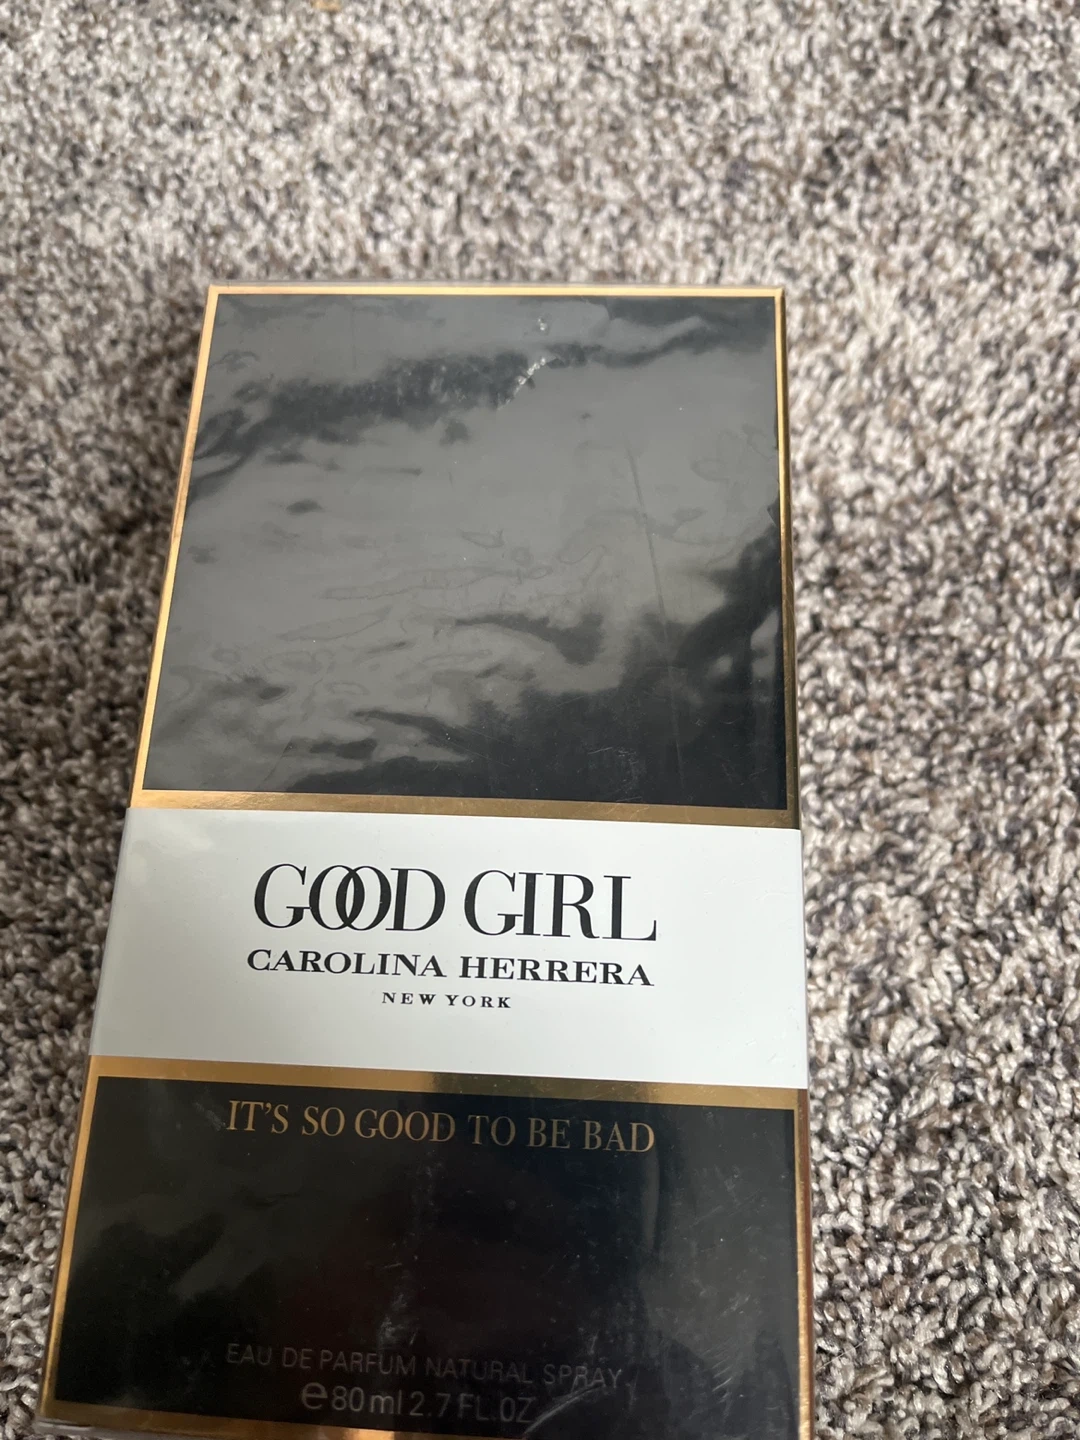 GOOD GIRL
CAROLINA HERRERA
NEW YORK
IT'S SO GOOD TO BE BAD
EAU DE PARFUM NATURAL SPRAY
℮80ml 2.7 FL.OZ